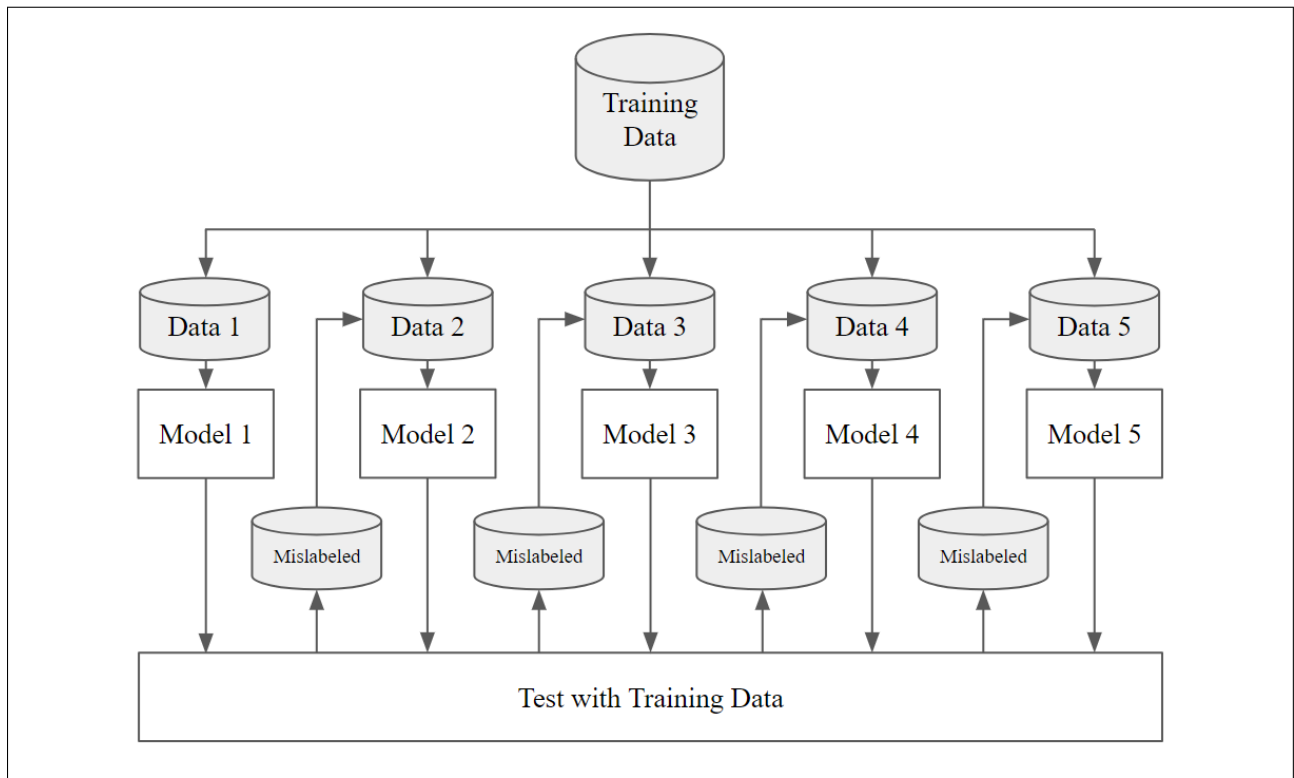 Training
Data
Data 1
Data 2
Data 3
Data 4
Data 5
Model 1
Model 2
Model 3
Model 4
Model 5
Mislabeled
Mislabeled
Mislabeled
Mislabeled
Test with Training Data